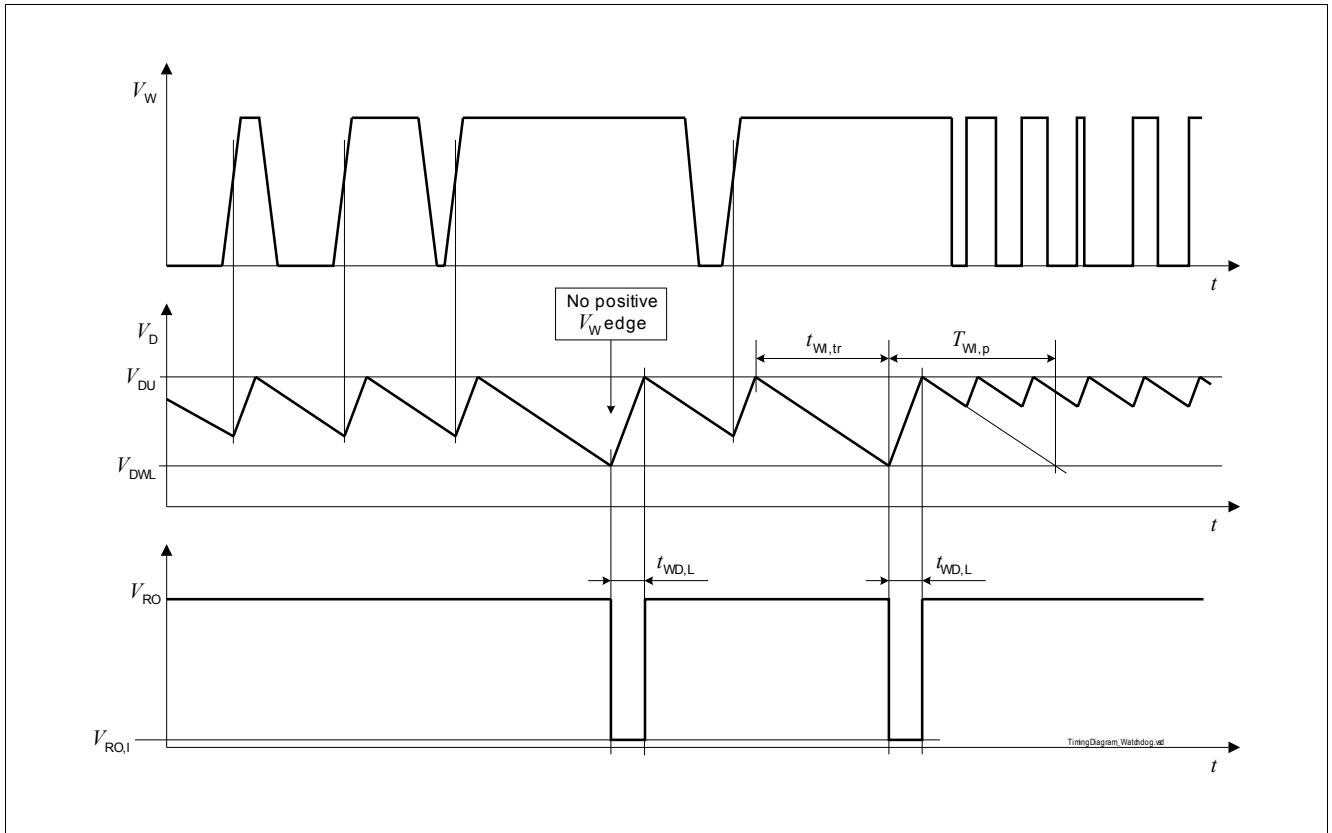 V_W
t
No positive
V_W edge
V_D
t_WI,tr
T_WI,p
V_DU
V_DWL
t
t_WD,L
t_WD,L
V_RO
V_RO,l
TimingDiagram_Watchdog.vsd
t